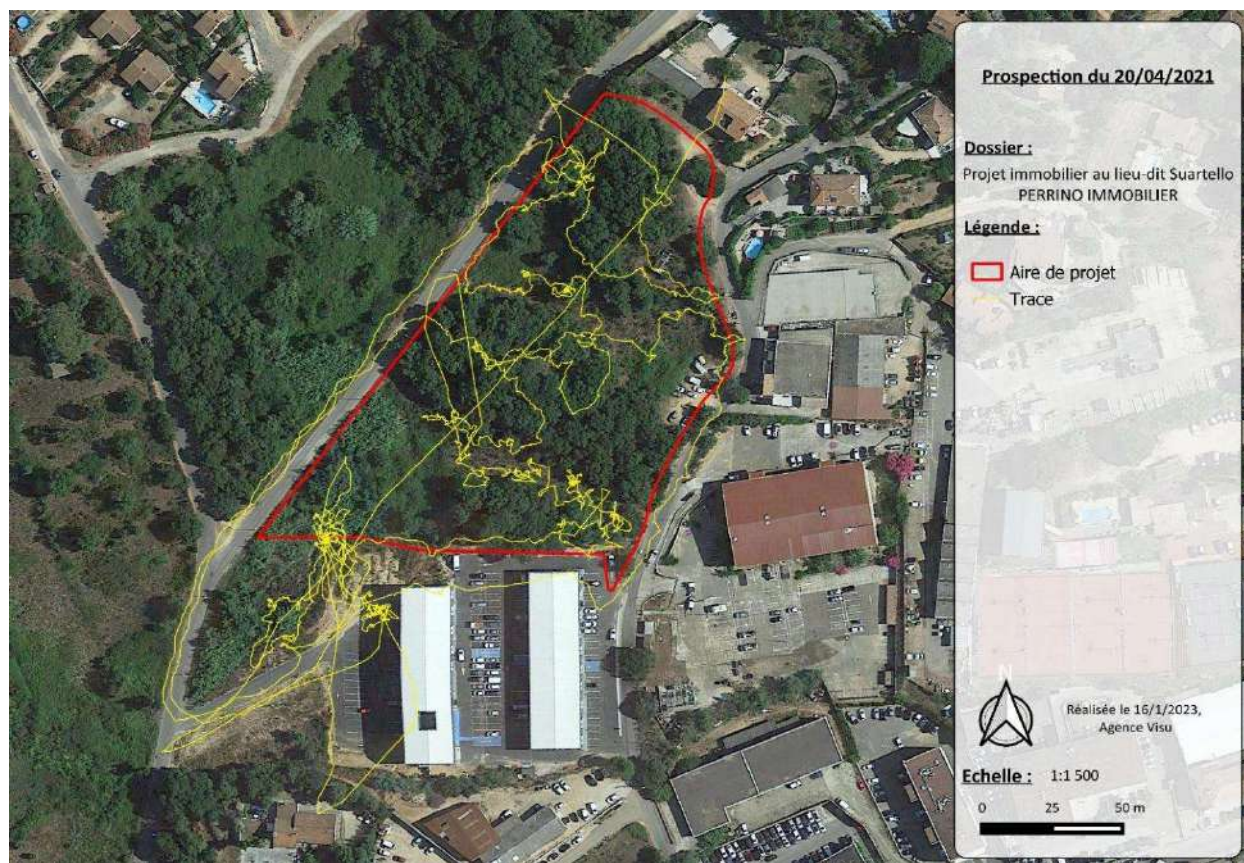 Prospection du 20/04/2021
Dossier :
Projet immobilier au lieu-dit Suartello
PERRINO IMMOBILIER
Légende :
Aire de projet
Trace
N
Réalisée le 16/1/2023,
Agence Visu
Echelle : 1:1 500
0 25 50 m